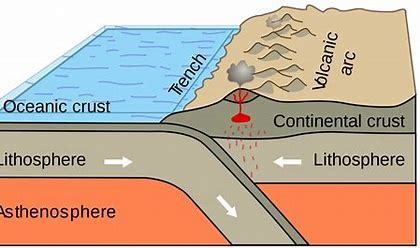 Trench
Volcanic
arc
Oceanic crust
Continental crust
Lithosphere
Lithosphere
Asthenosphere